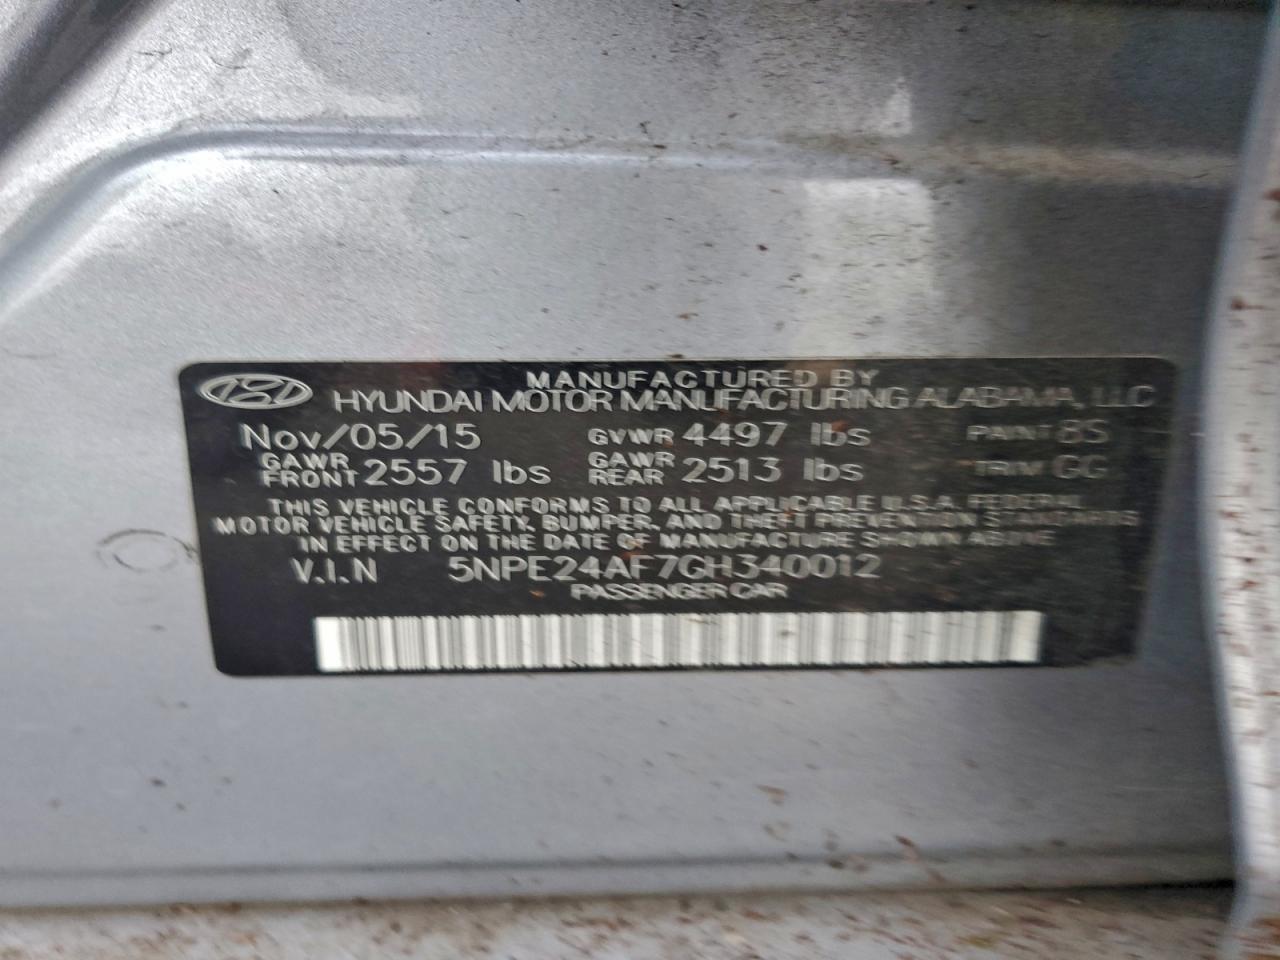 MANUFACTURED BY
HYUNDAI MOTOR MANUFACTURING ALABAMA, LLC
Nov/05/15 GVWR 4497 lbs PAINT 8S
GAWR FRONT 2557 lbs GAWR REAR 2513 lbs TRIM GG
THIS VEHICLE CONFORMS TO ALL APPLICABLE U.S.A. FEDERAL
MOTOR VEHICLE SAFETY, BUMPER, AND THEFT PREVENTION STANDARDS
IN EFFECT ON THE DATE OF MANUFACTURE SHOWN ABOVE
V.I.N 5NPE24AF7GH340012
PASSENGER CAR